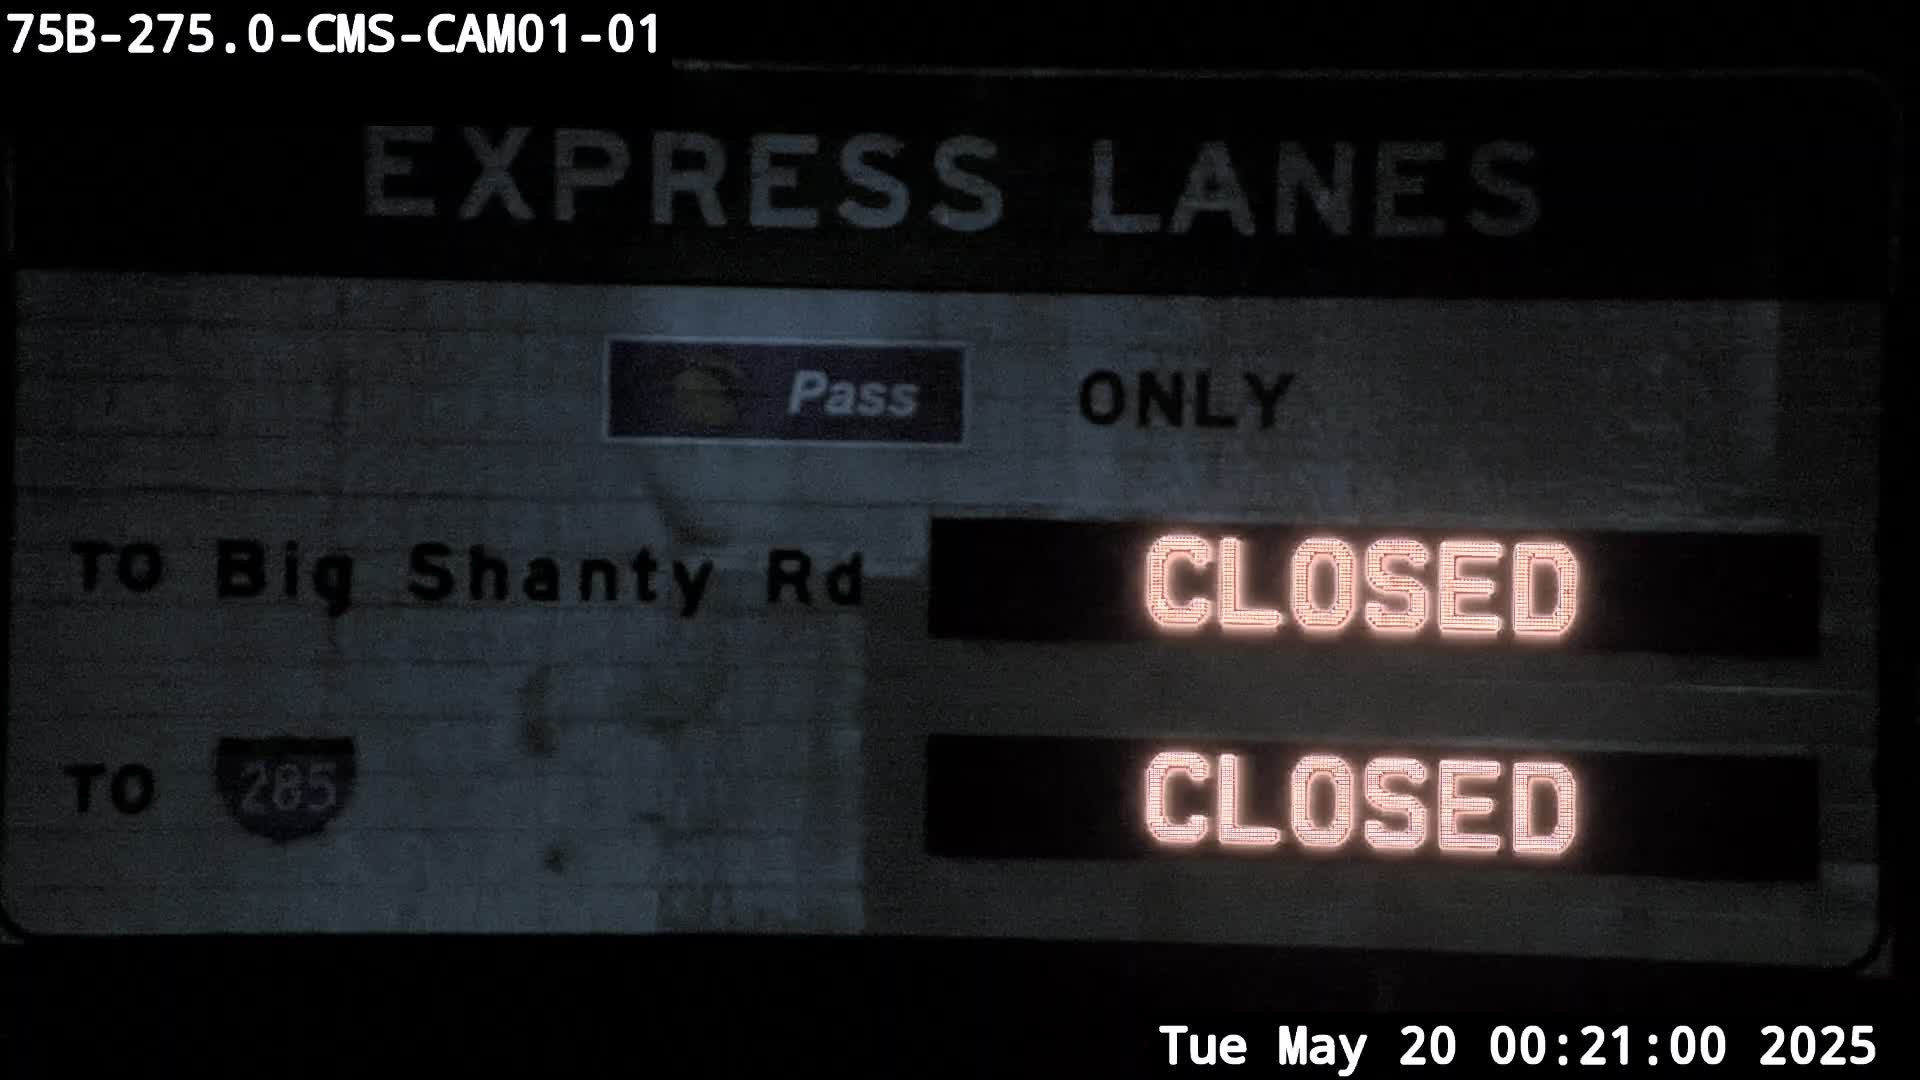 75B-275.0-CMS-CAM01-01
EXPRESS LANES
Pass ONLY
TO Big Shanty Rd CLOSED
TO 285 CLOSED
Tue May 20 00:21:00 2025